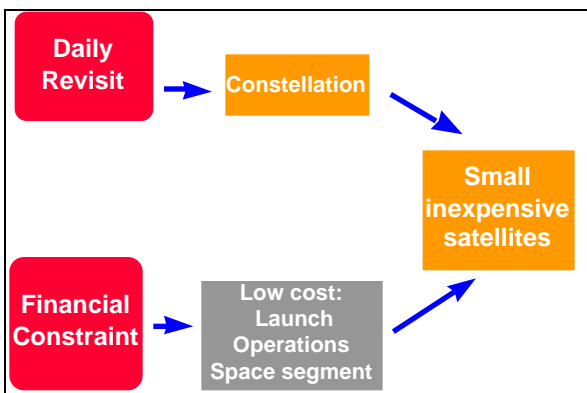 Daily
Revisit
Constellation
Small
inexpensive
satellites
Financial
Constraint
Low cost:
Launch
Operations
Space segment